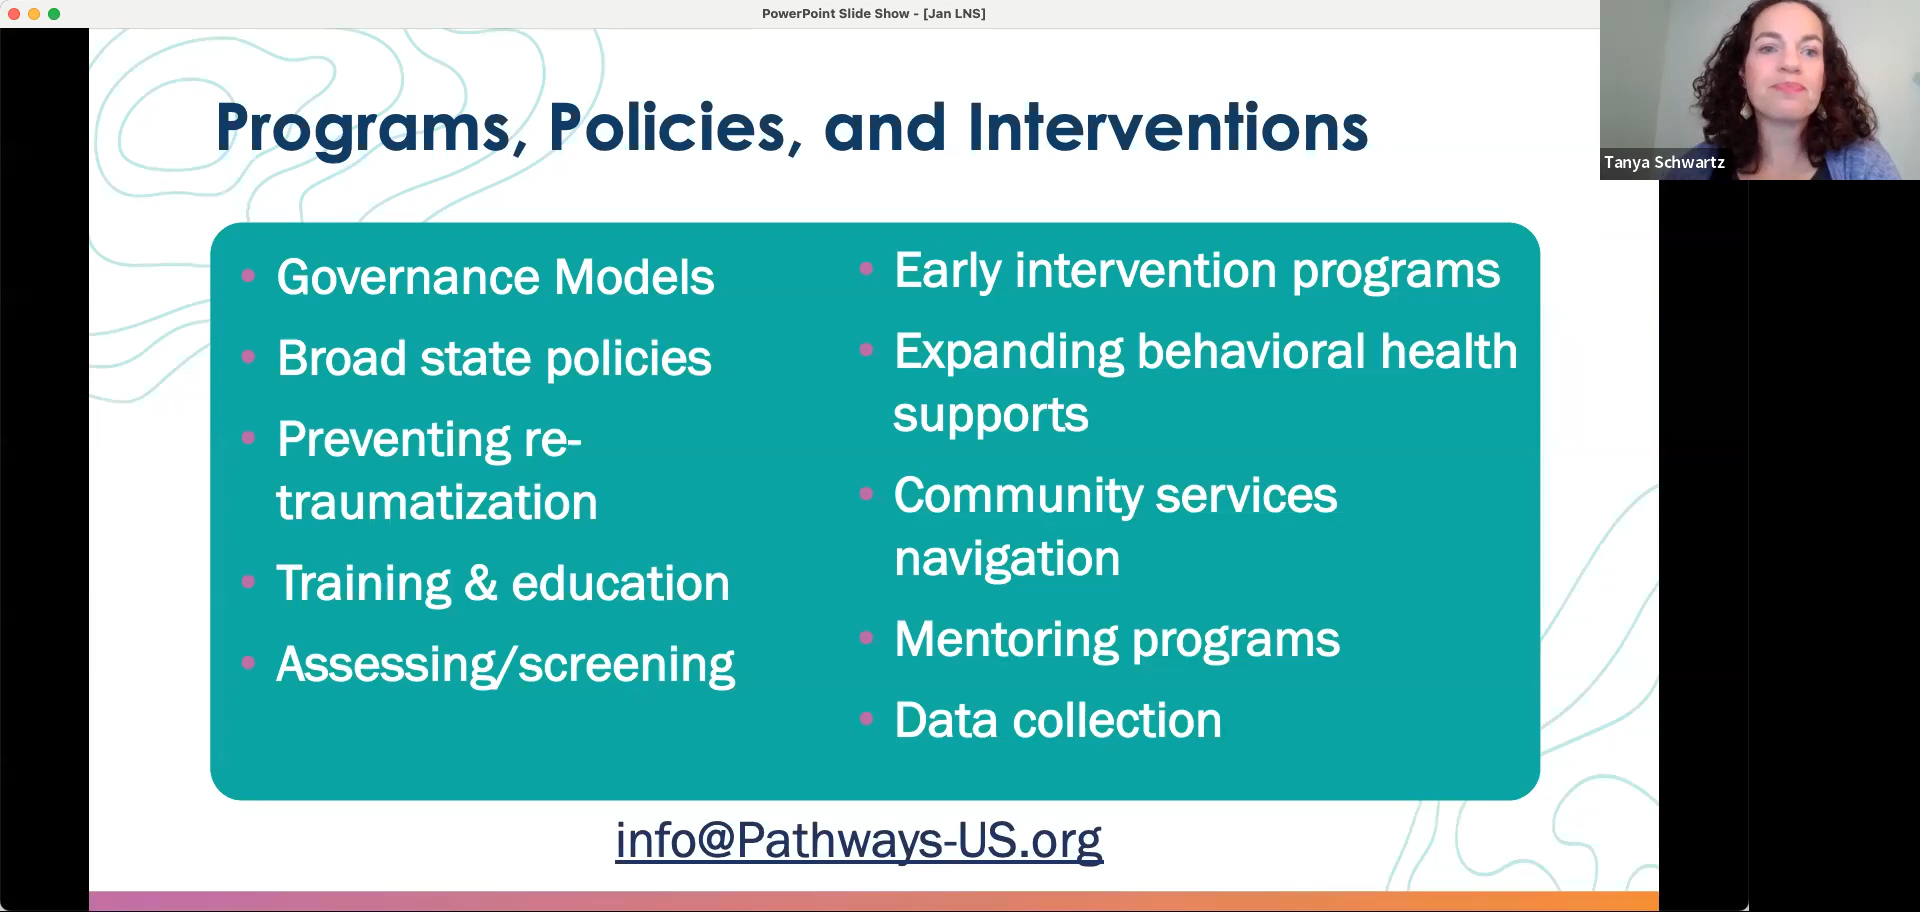 PowerPoint Slide Show - [Jan LNS]
Tanya Schwartz
Programs, Policies, and Interventions
• Governance Models
• Broad state policies
• Preventing re-
traumatization
• Training & education
• Assessing/screening
• Early intervention programs
• Expanding behavioral health
supports
• Community services
navigation
• Mentoring programs
• Data collection
info@Pathways-US.org